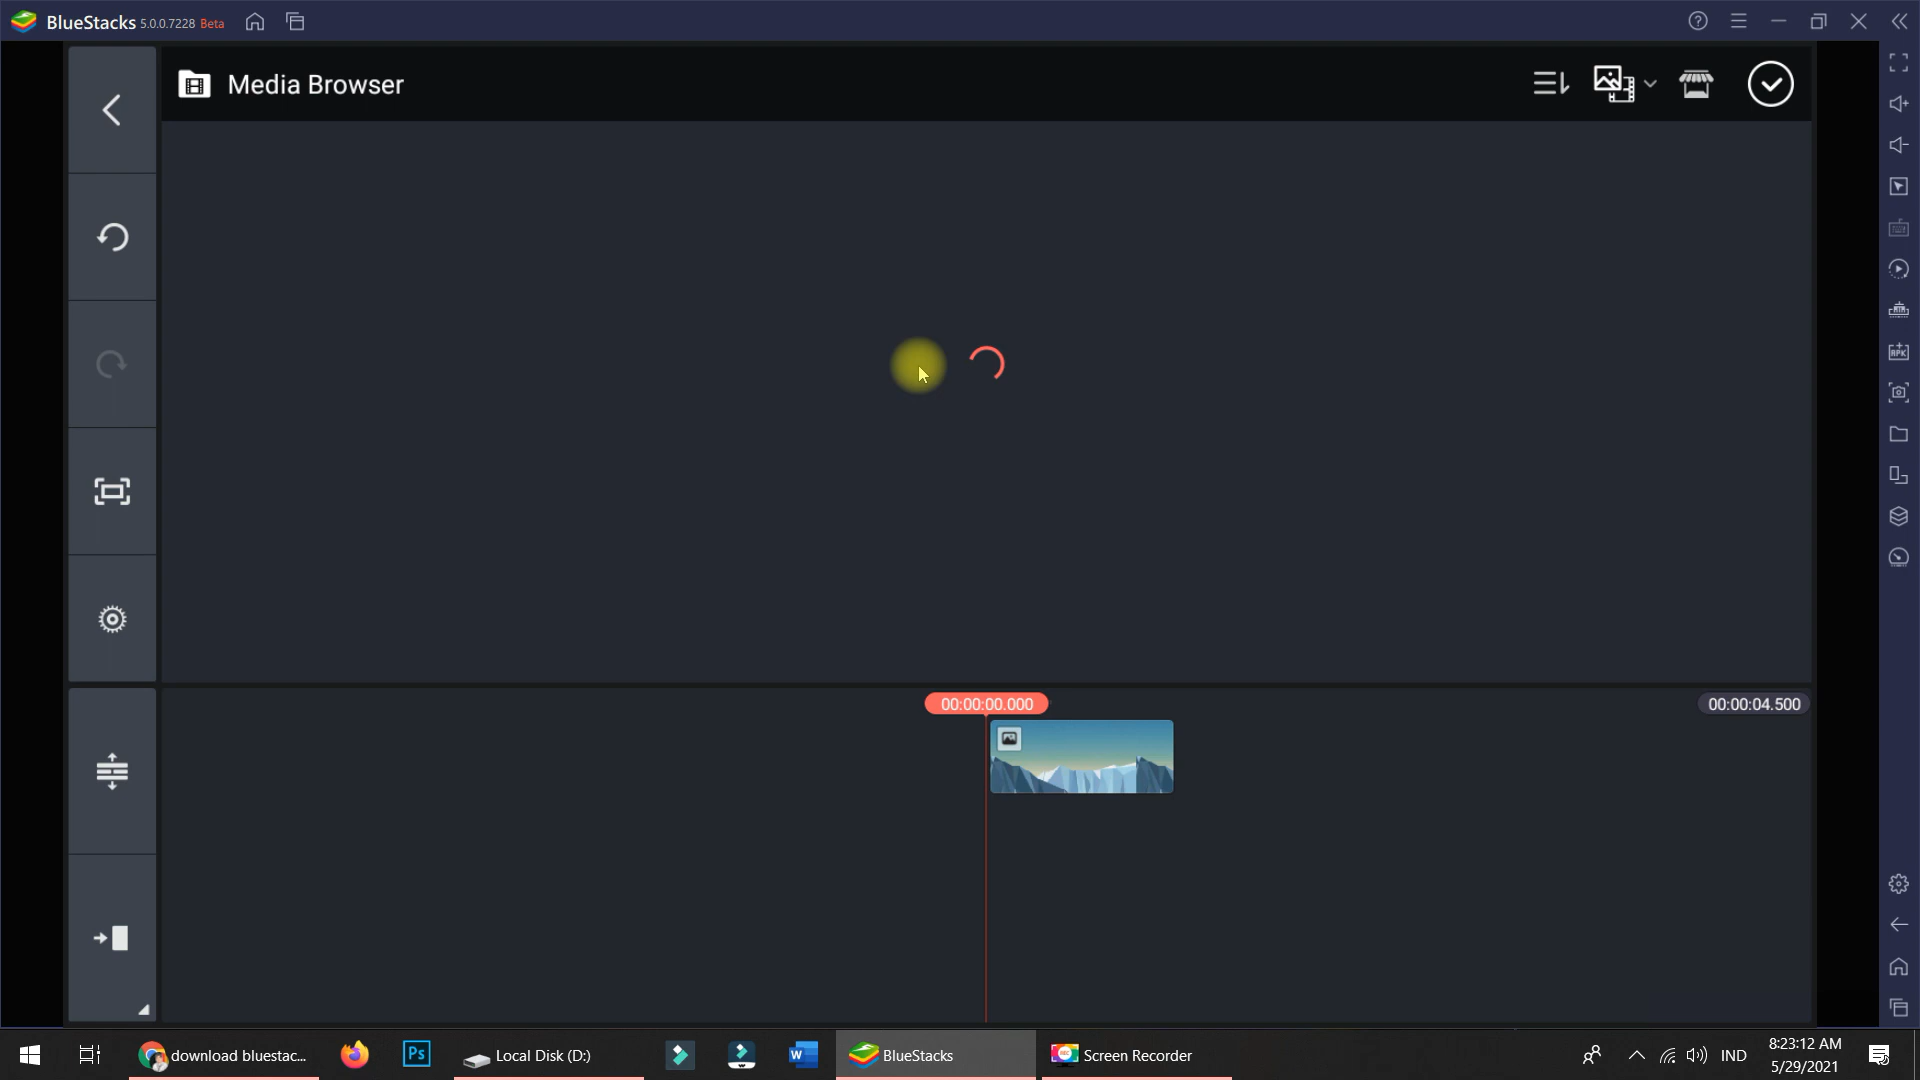 BlueStacks 5.0.0.7228 Beta
Media Browser
00:00:00.000
00:00:04.500
download bluestac...
Ps
Local Disk (D:)
BlueStacks
Screen Recorder
IND
8:23:12 AM
5/29/2021